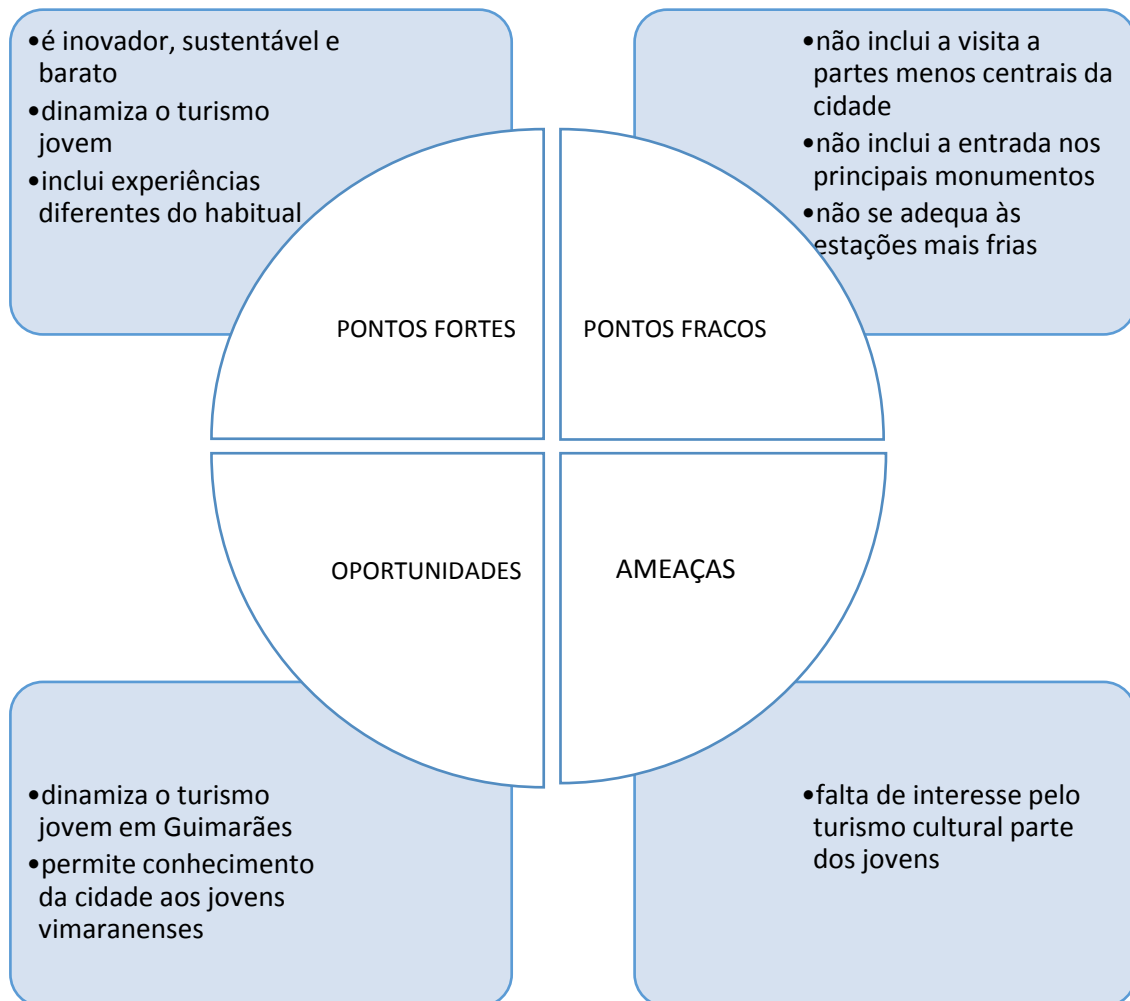 •é inovador, sustentável e
barato
•dinamiza o turismo
jovem
•inclui experiências
diferentes do habitual
•não inclui a visita a
partes menos centrais da
cidade
•não inclui a entrada nos
principais monumentos
•não se adequa às
estações mais frias
PONTOS FORTES
PONTOS FRACOS
OPORTUNIDADES
AMEAÇAS
•dinamiza o turismo
jovem em Guimarães
•permite conhecimento
da cidade aos jovens
vimaranenses
•falta de interesse pelo
turismo cultural parte
dos jovens